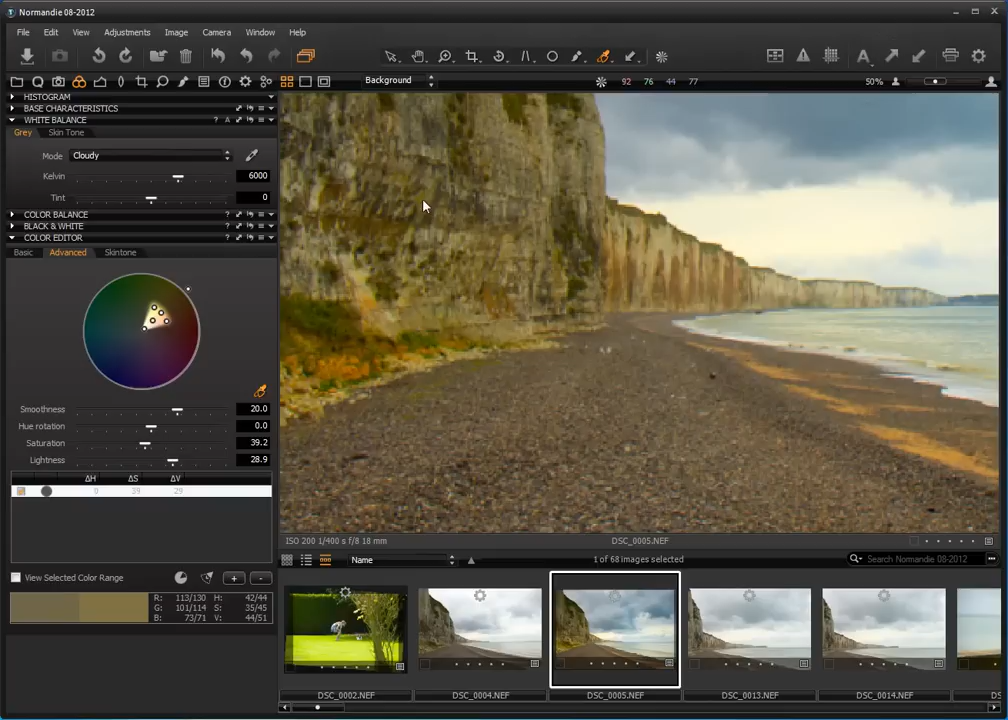 Normandie 08-2012
File Edit View Adjustments Image Camera Window Help
Background
92 76 44 77
50%
HISTOGRAM
BASE CHARACTERISTICS
WHITE BALANCE
Grey Skin Tone
Mode Cloudy
Kelvin 6000
Tint 0
COLOR BALANCE
BLACK & WHITE
COLOR EDITOR
Basic Advanced Skintone
Smoothness 20.0
Hue rotation 0.0
Saturation 39.2
Lightness 28.9
ΔH ΔS ΔV
0 39 29
View Selected Color Range
R: 113/130 H: 42/44
G: 101/114 S: 35/45
B: 73/71 V: 44/51
ISO 200 1/400 s f/8 18 mm
DSC_0005.NEF
Name
1 of 68 images selected
Search Normandie 08-2012
DSC_0002.NEF
DSC_0004.NEF
DSC_0005.NEF
DSC_0013.NEF
DSC_0014.NEF
DS